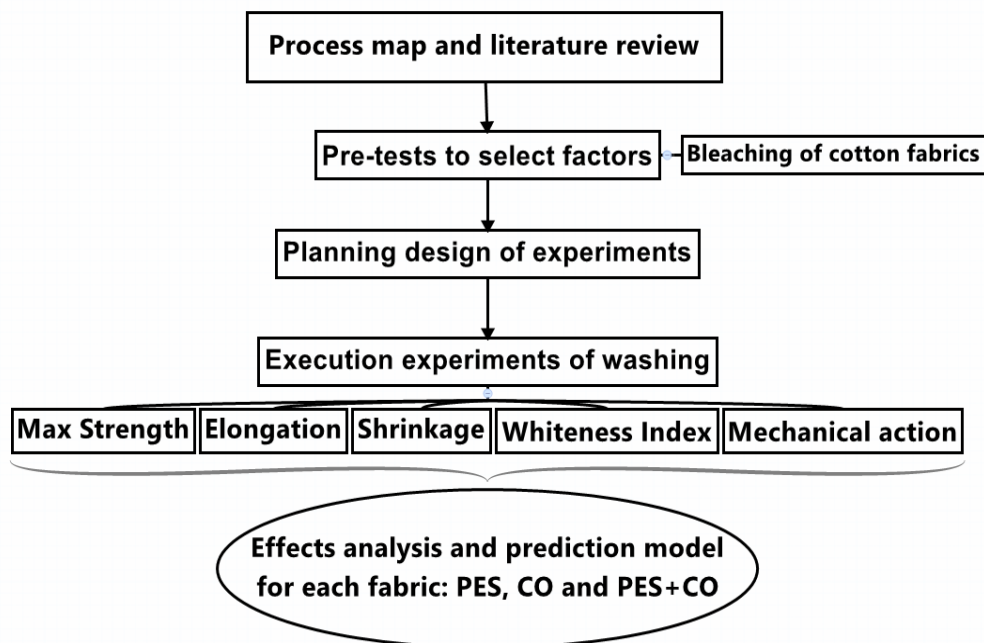 Process map and literature review
Pre-tests to select factors
Bleaching of cotton fabrics
Planning design of experiments
Execution experiments of washing
Max Strength
Elongation
Shrinkage
Whiteness Index
Mechanical action
Effects analysis and prediction model
for each fabric: PES, CO and PES+CO